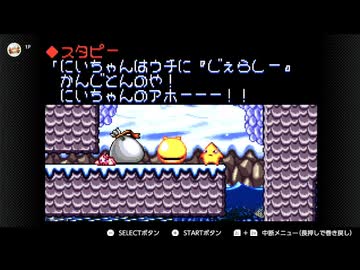 1P
◆スタピー
「にいちゃんはウチに『じぇらしー』
かんごとんのや！
にいちゃんのアホーーー！！
SELECTボタン
STARTボタン
中断メニュー(長押しで巻き戻し)